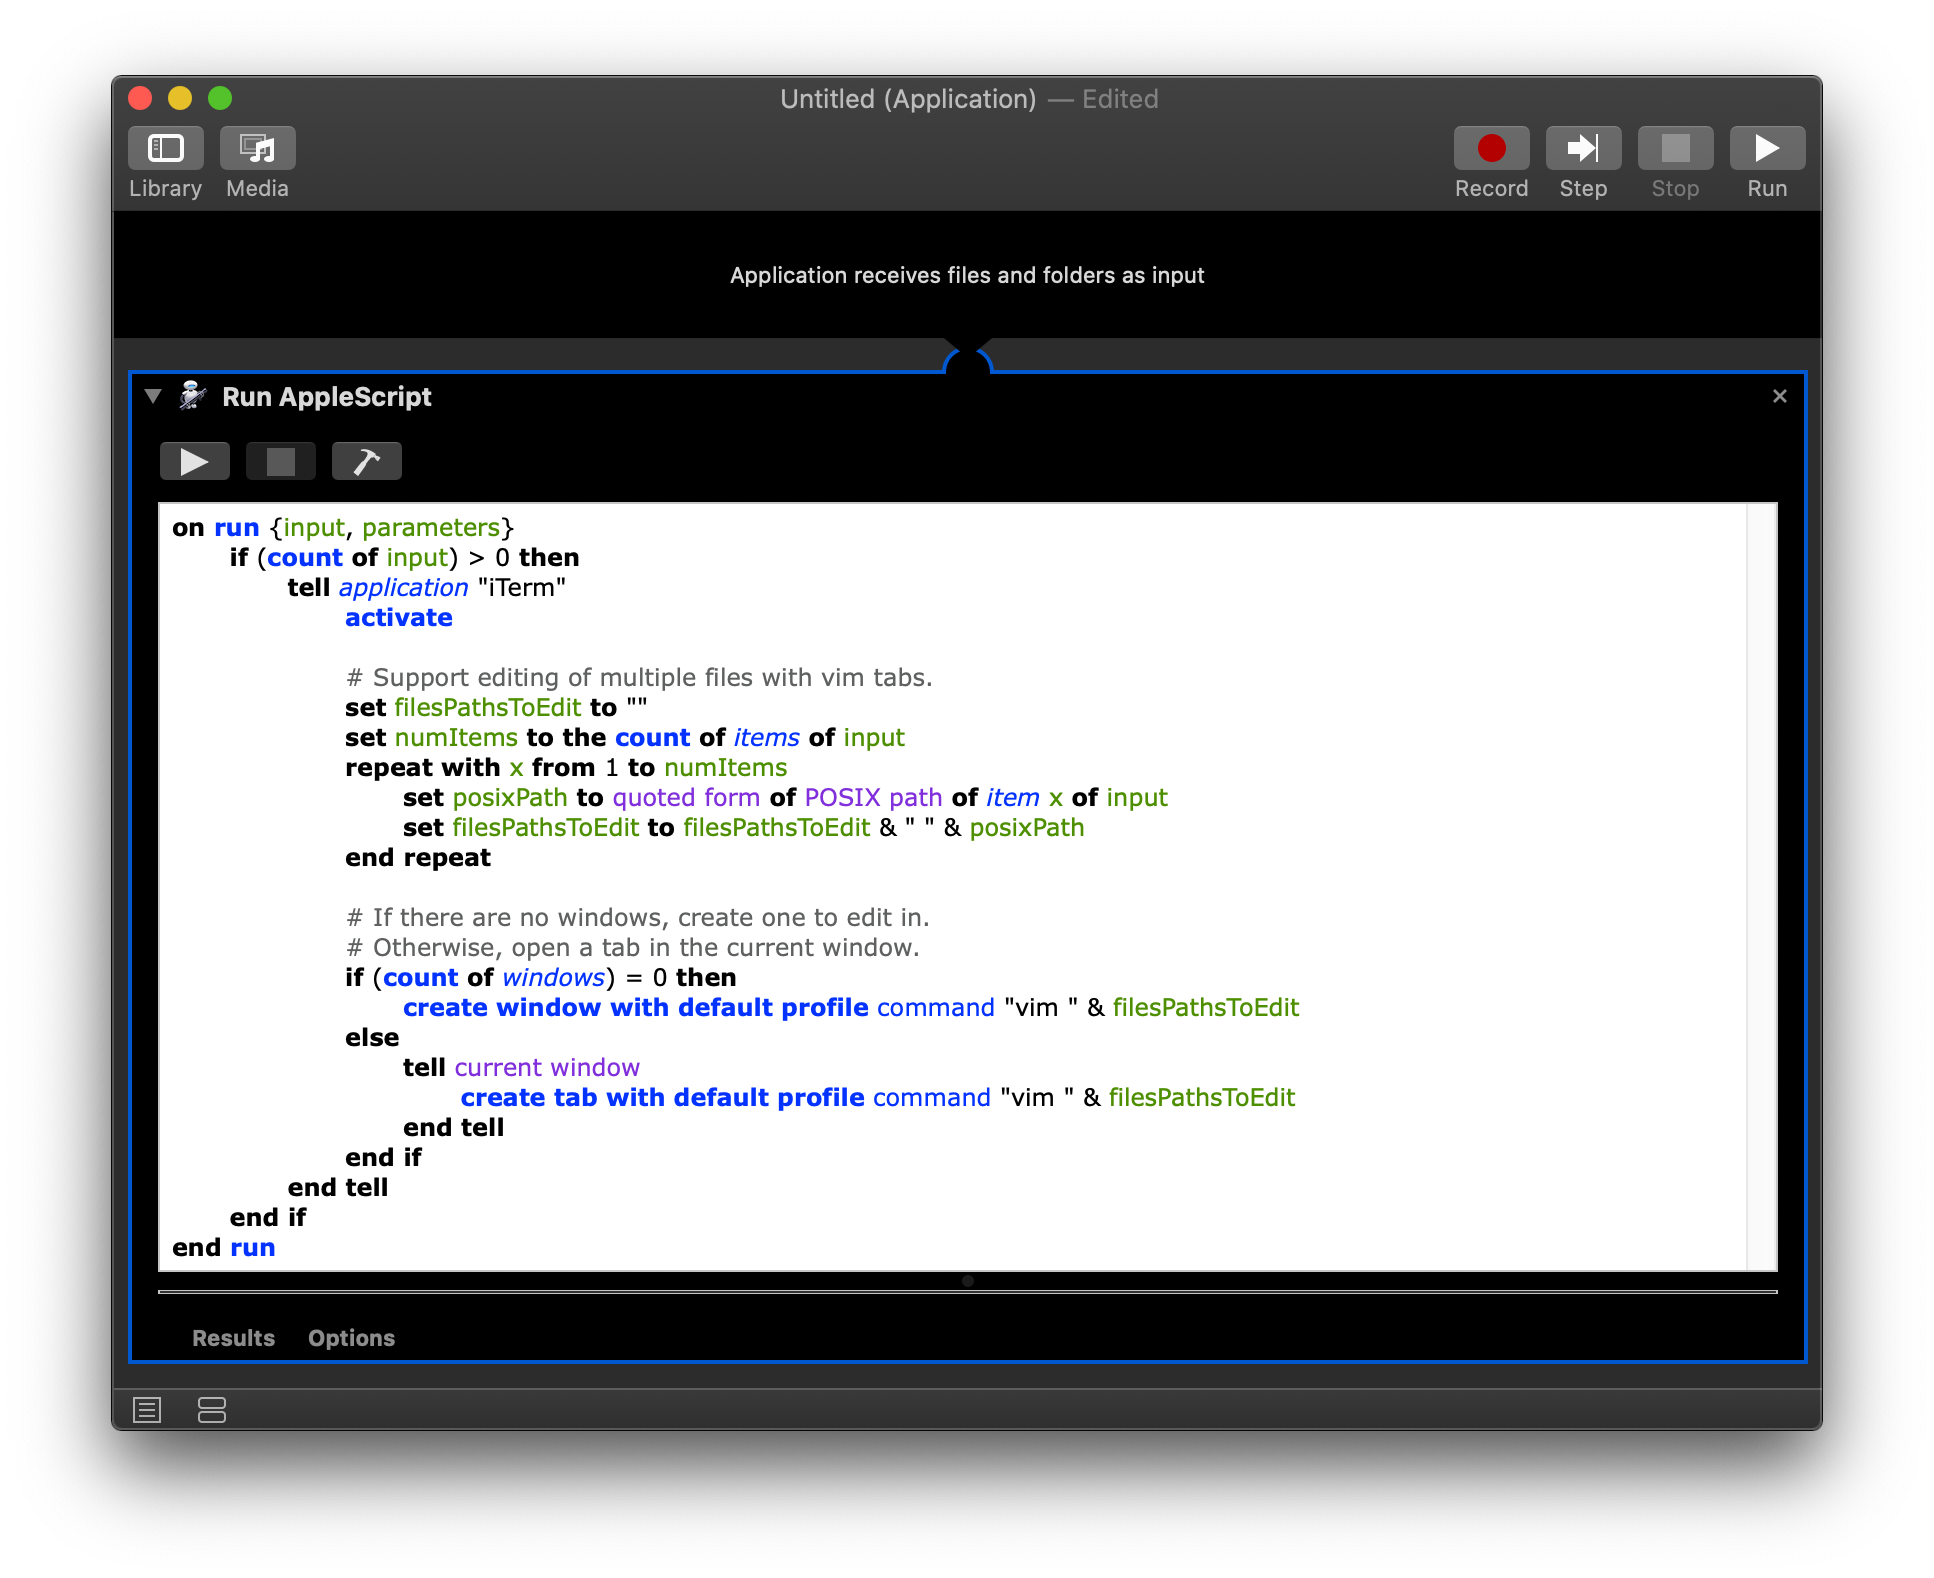 Untitled (Application) — Edited
Library Media Record Step Stop Run
Application receives files and folders as input
Run AppleScript
on run {input, parameters}
if (count of input) > 0 then
tell application "iTerm"
activate
# Support editing of multiple files with vim tabs.
set filesPathsToEdit to ""
set numItems to the count of items of input
repeat with x from 1 to numItems
set posixPath to quoted form of POSIX path of item x of input
set filesPathsToEdit to filesPathsToEdit & " " & posixPath
end repeat
# If there are no windows, create one to edit in.
# Otherwise, open a tab in the current window.
if (count of windows) = 0 then
create window with default profile command "vim " & filesPathsToEdit
else
tell current window
create tab with default profile command "vim " & filesPathsToEdit
end tell
end if
end tell
end if
end run
Results Options